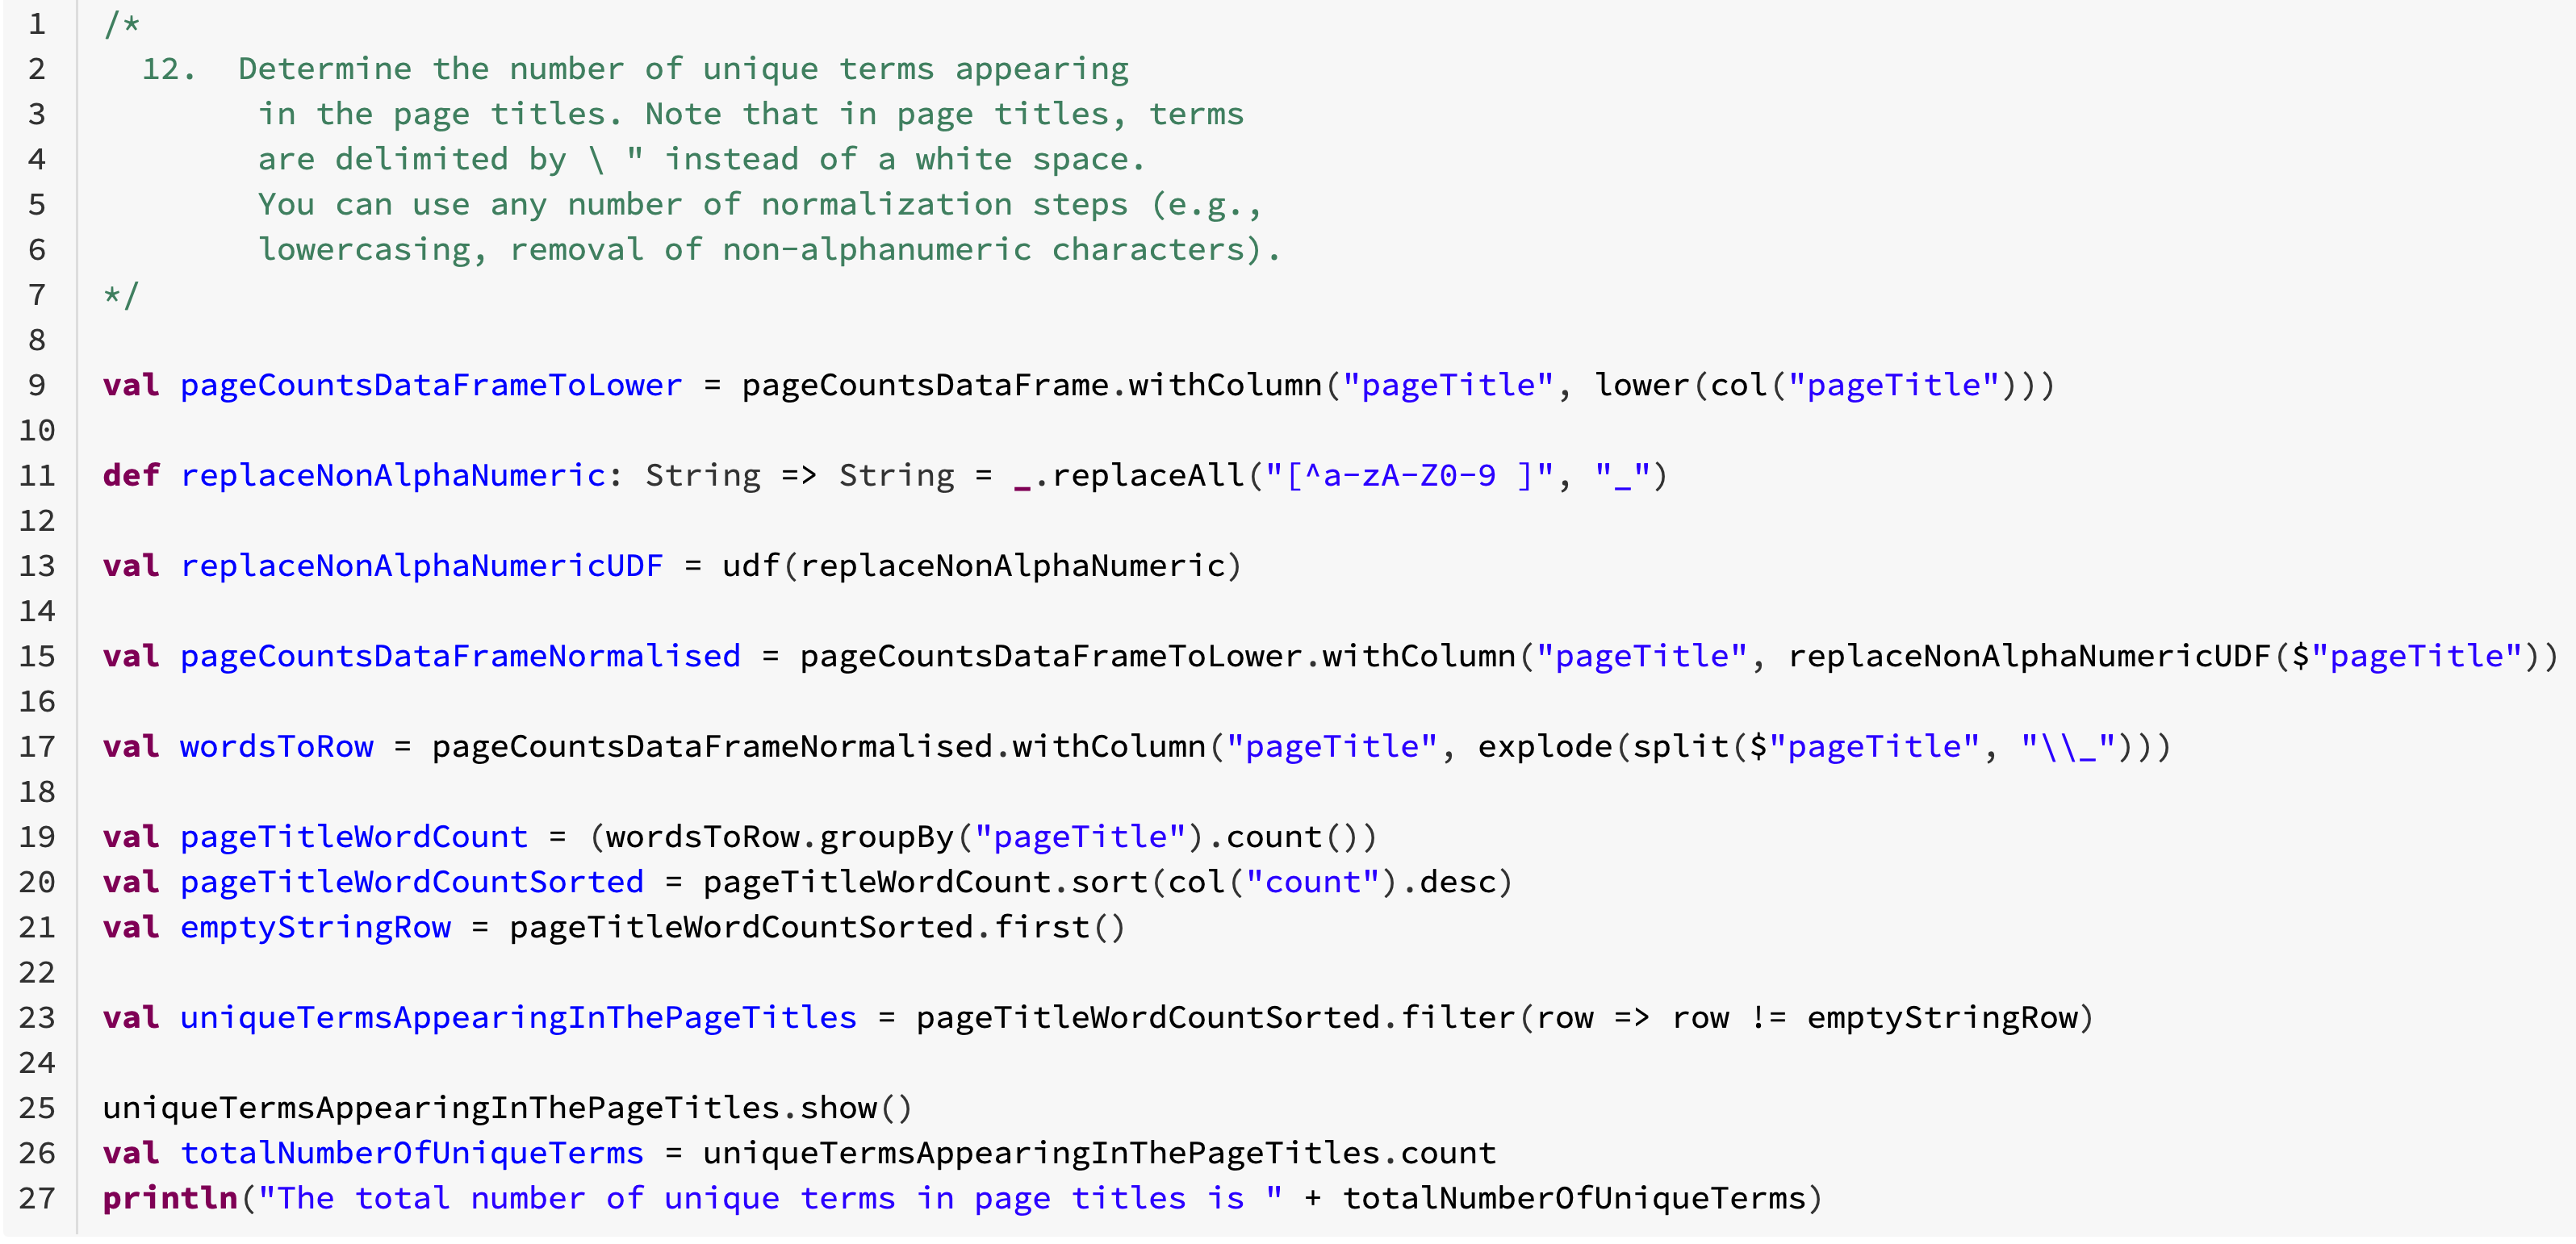 1 /*
2   12.  Determine the number of unique terms appearing
3         in the page titles. Note that in page titles, terms
4         are delimited by \ " instead of a white space.
5         You can use any number of normalization steps (e.g.,
6         lowercasing, removal of non-alphanumeric characters).
7 */
8
9 val pageCountsDataFrameToLower = pageCountsDataFrame.withColumn("pageTitle", lower(col("pageTitle")))
10
11 def replaceNonAlphaNumeric: String => String = _.replaceAll("[^a-zA-Z0-9 ]", "_")
12
13 val replaceNonAlphaNumericUDF = udf(replaceNonAlphaNumeric)
14
15 val pageCountsDataFrameNormalised = pageCountsDataFrameToLower.withColumn("pageTitle", replaceNonAlphaNumericUDF($"pageTitle"))
16
17 val wordsToRow = pageCountsDataFrameNormalised.withColumn("pageTitle", explode(split($"pageTitle", "\\_")))
18
19 val pageTitleWordCount = (wordsToRow.groupBy("pageTitle").count())
20 val pageTitleWordCountSorted = pageTitleWordCount.sort(col("count").desc)
21 val emptyStringRow = pageTitleWordCountSorted.first()
22
23 val uniqueTermsAppearingInThePageTitles = pageTitleWordCountSorted.filter(row => row != emptyStringRow)
24
25 uniqueTermsAppearingInThePageTitles.show()
26 val totalNumberOfUniqueTerms = uniqueTermsAppearingInThePageTitles.count
27 println("The total number of unique terms in page titles is " + totalNumberOfUniqueTerms)